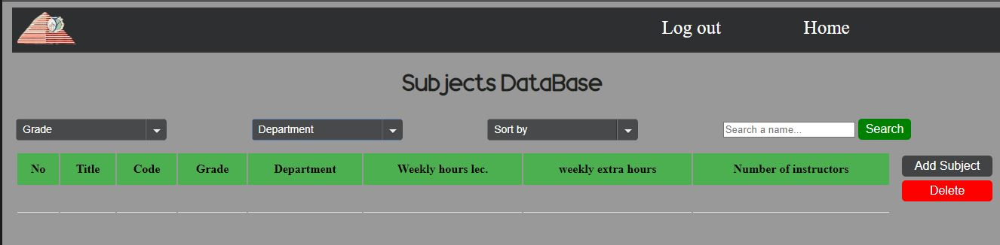 Log out Home
Subjects DataBase
Grade Department Sort by Search a name... Search
No Title Code Grade Department Weekly hours lec. weekly extra hours Number of instructors Add Subject
Delete